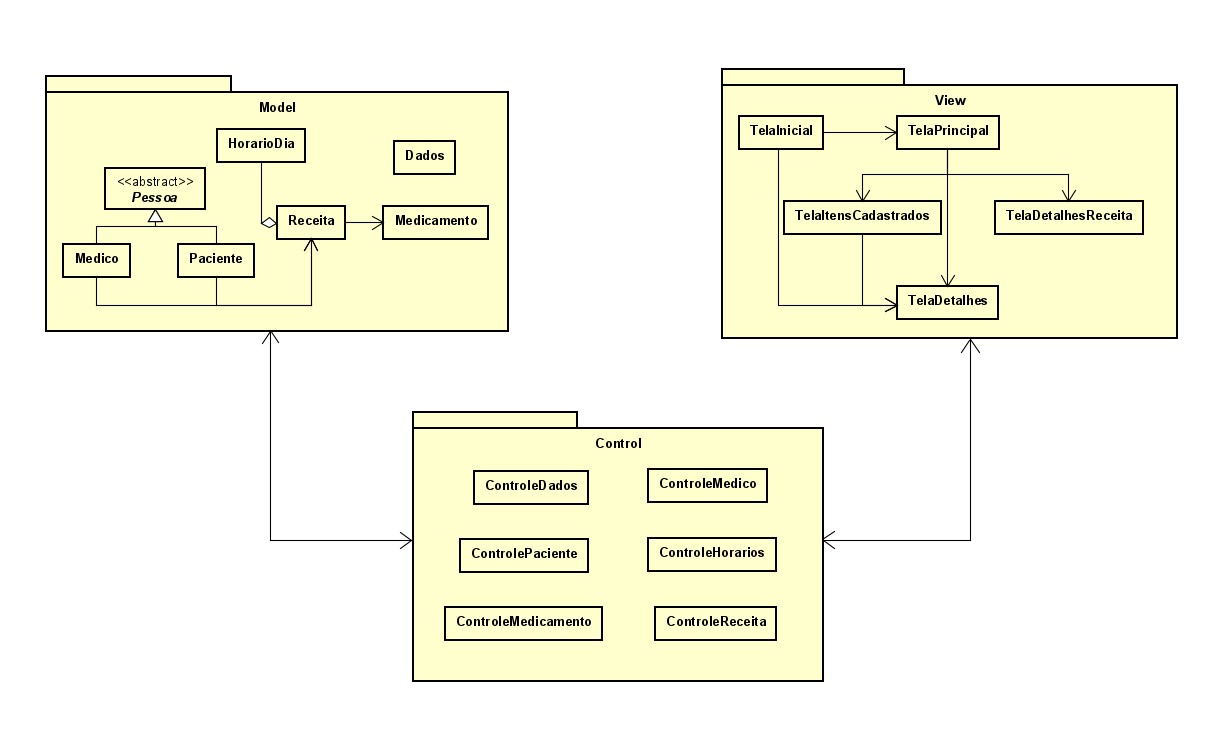 Model
HorarioDia
Dados
<<abstract>>
Pessoa
Receita
Medicamento
Medico
Paciente
View
TelaInicial
TelaPrincipal
TelaItensCadastrados
TelaDetalhesReceita
TelaDetalhes
Control
ControleDados
ControleMedico
ControlePaciente
ControleHorarios
ControleMedicamento
ControleReceita